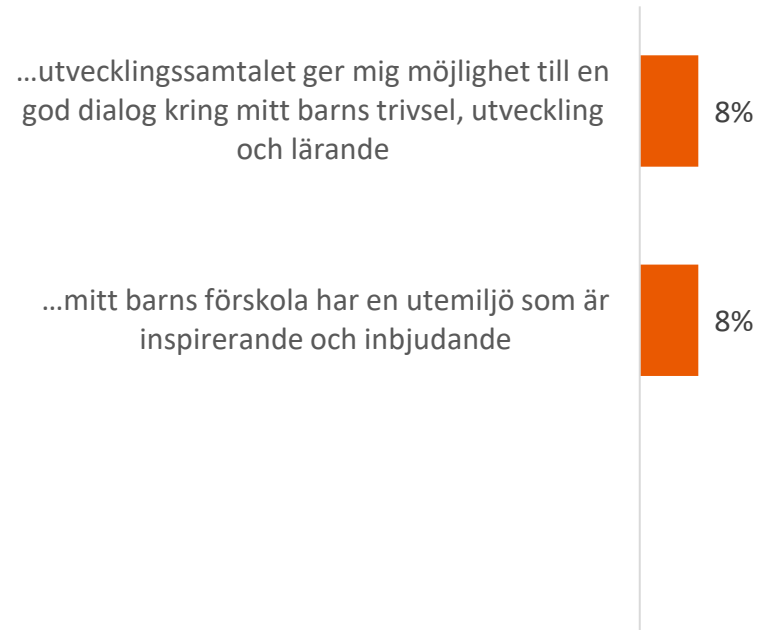 ...utvecklingssamtalet ger mig möjlighet till en
god dialog kring mitt barns trivsel, utveckling
och lärande
8%
...mitt barns förskola har en utemiljö som är
inspirerande och inbjudande
8%